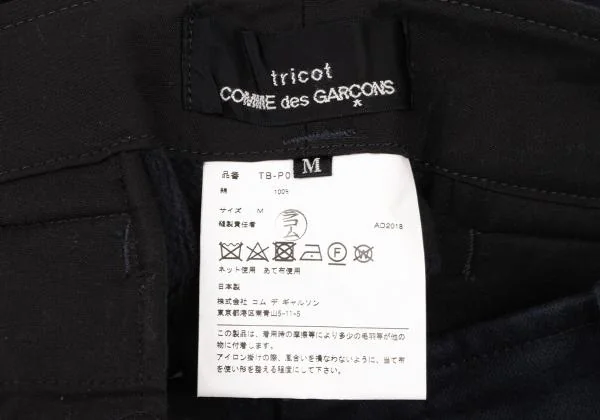 tricot
COMME des GARÇONS
M
品番 TB-P0
綿 100%
サイズ M
縫製責任者 ラコム AD2018
ネット使用 あて布使用
日本製
株式会社 コム デ ギャルソン
東京都港区南青山5-11-5
この製品は、着用時の摩擦等により多少の毛羽等が他の
物に付着します。
アイロン掛けの際、風合いを損なわないように、当て布
を使い形を整える程度にして下さい。